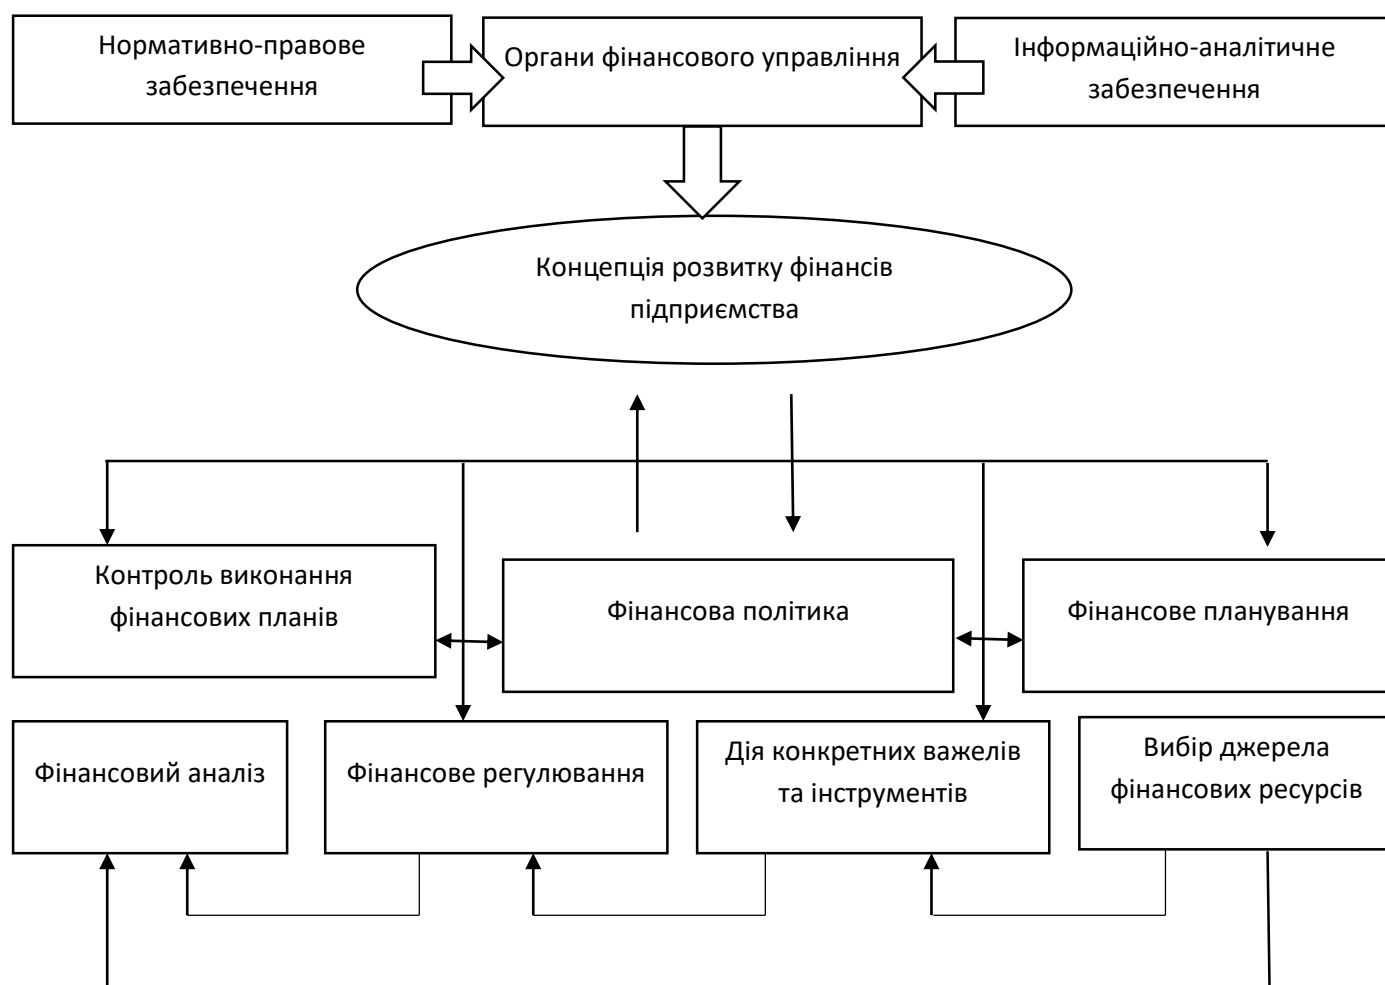 Нормативно-правове
забезпечення
Органи фінансового управління
Інформаційно-аналітичне
забезпечення
Концепція розвитку фінансів
підприємства
Контроль виконання
фінансових планів
Фінансова політика
Фінансове планування
Фінансовий аналіз
Фінансове регулювання
Дія конкретних важелів
та інструментів
Вибір джерела
фінансових ресурсів